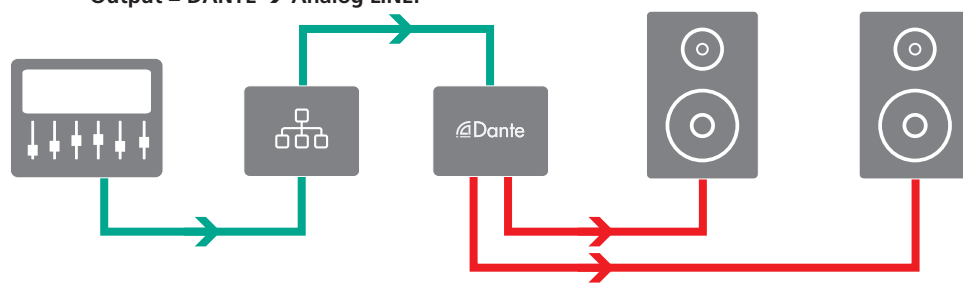 Output = DANTE → Analog LINE.
Dante